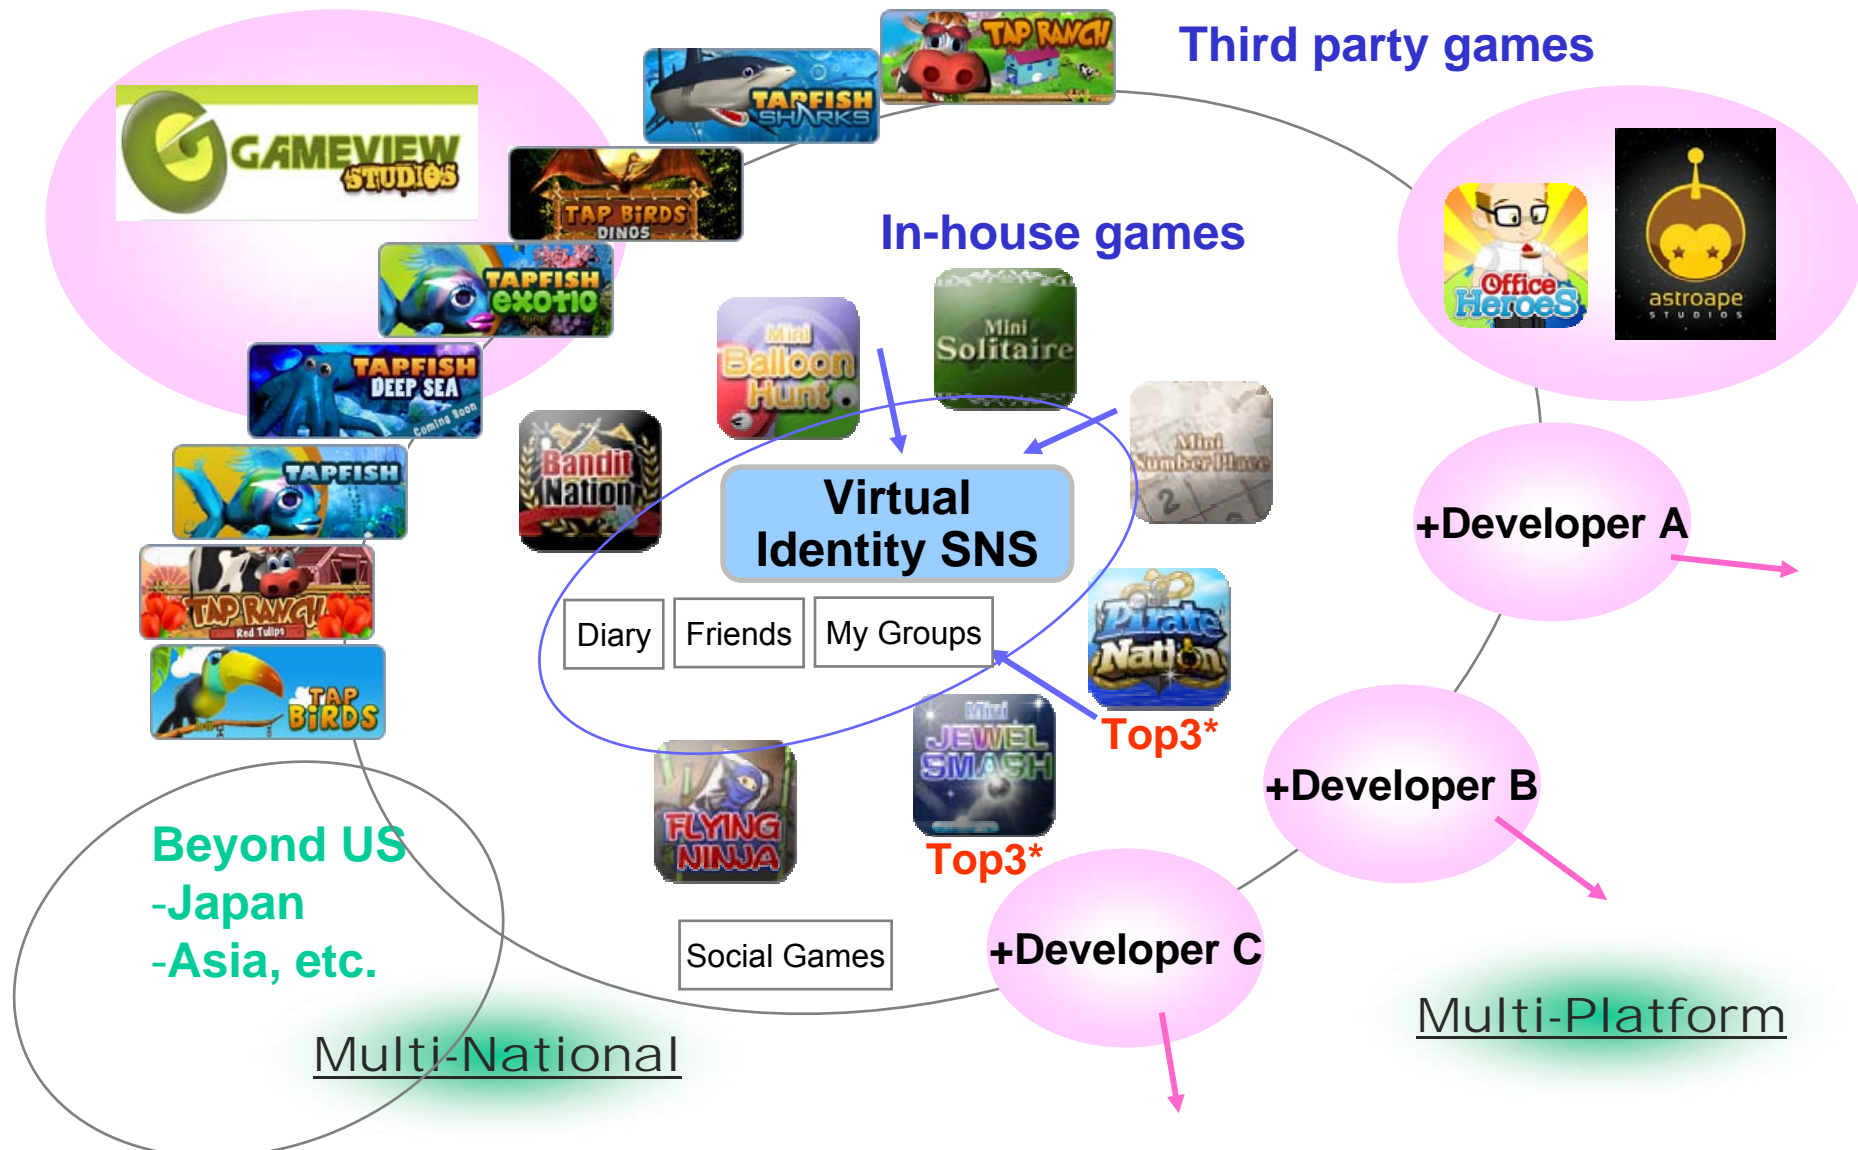 Third party games
TAP RANCH
TAPFISH
SHARKS
GAMEVIEW
STUDIOS
TAP BIRDS
DINOS
In-house games
Office
HEROES
astroape
STUDIOS
TAPFISH
EXOTIC
Mini
Balloon
Hunt
Mini
Solitaire
TAPFISH
DEEP SEA
Coming Soon
Bandit
Nation
Mini
Number Place
2
TAPFISH
Virtual
Identity SNS
+Developer A
TAP RANCH
Red Tulips
Diary
Friends
My Groups
Pirate
Nation
TAP
BIRDS
Top3*
Mini
JEWEL
SMASH
FLYING
NINJA
Top3*
+Developer B
Beyond US
-Japan
-Asia, etc.
Social Games
+Developer C
Multi-National
Multi-Platform